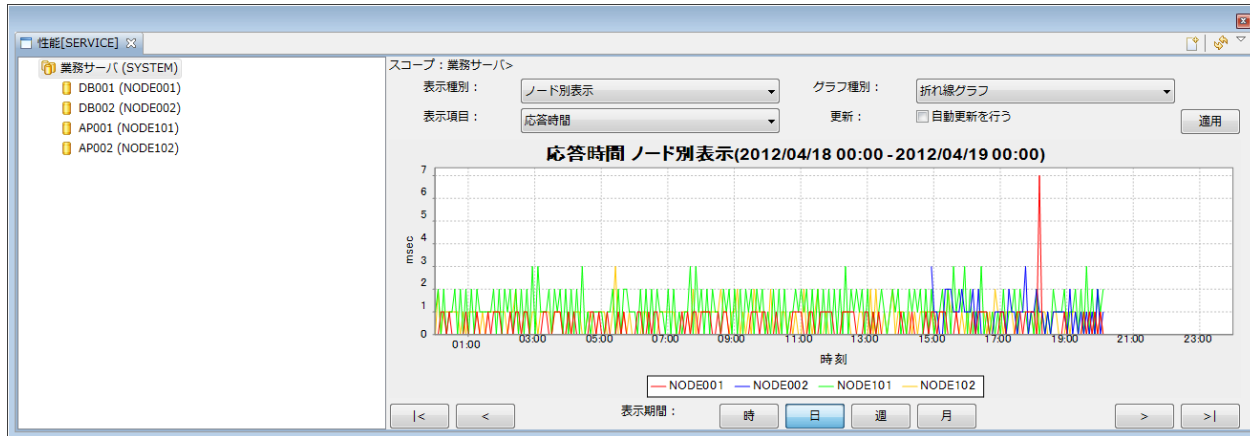 性能[SERVICE]
業務サーバ (SYSTEM)
DB001 (NODE001)
DB002 (NODE002)
AP001 (NODE101)
AP002 (NODE102)
スコープ：業務サーバ>
表示種別： ノード別表示 グラフ種別： 折れ線グラフ
表示項目： 応答時間 更新： 自動更新を行う 適用
応答時間 ノード別表示(2012/04/18 00:00 - 2012/04/19 00:00)
7
6
5
4
3
2
1
0
msec
01:00 03:00 05:00 07:00 09:00 11:00 13:00 15:00 17:00 19:00 21:00 23:00
時刻
NODE001 NODE002 NODE101 NODE102
|< < 表示期間： 時 日 週 月 > >|